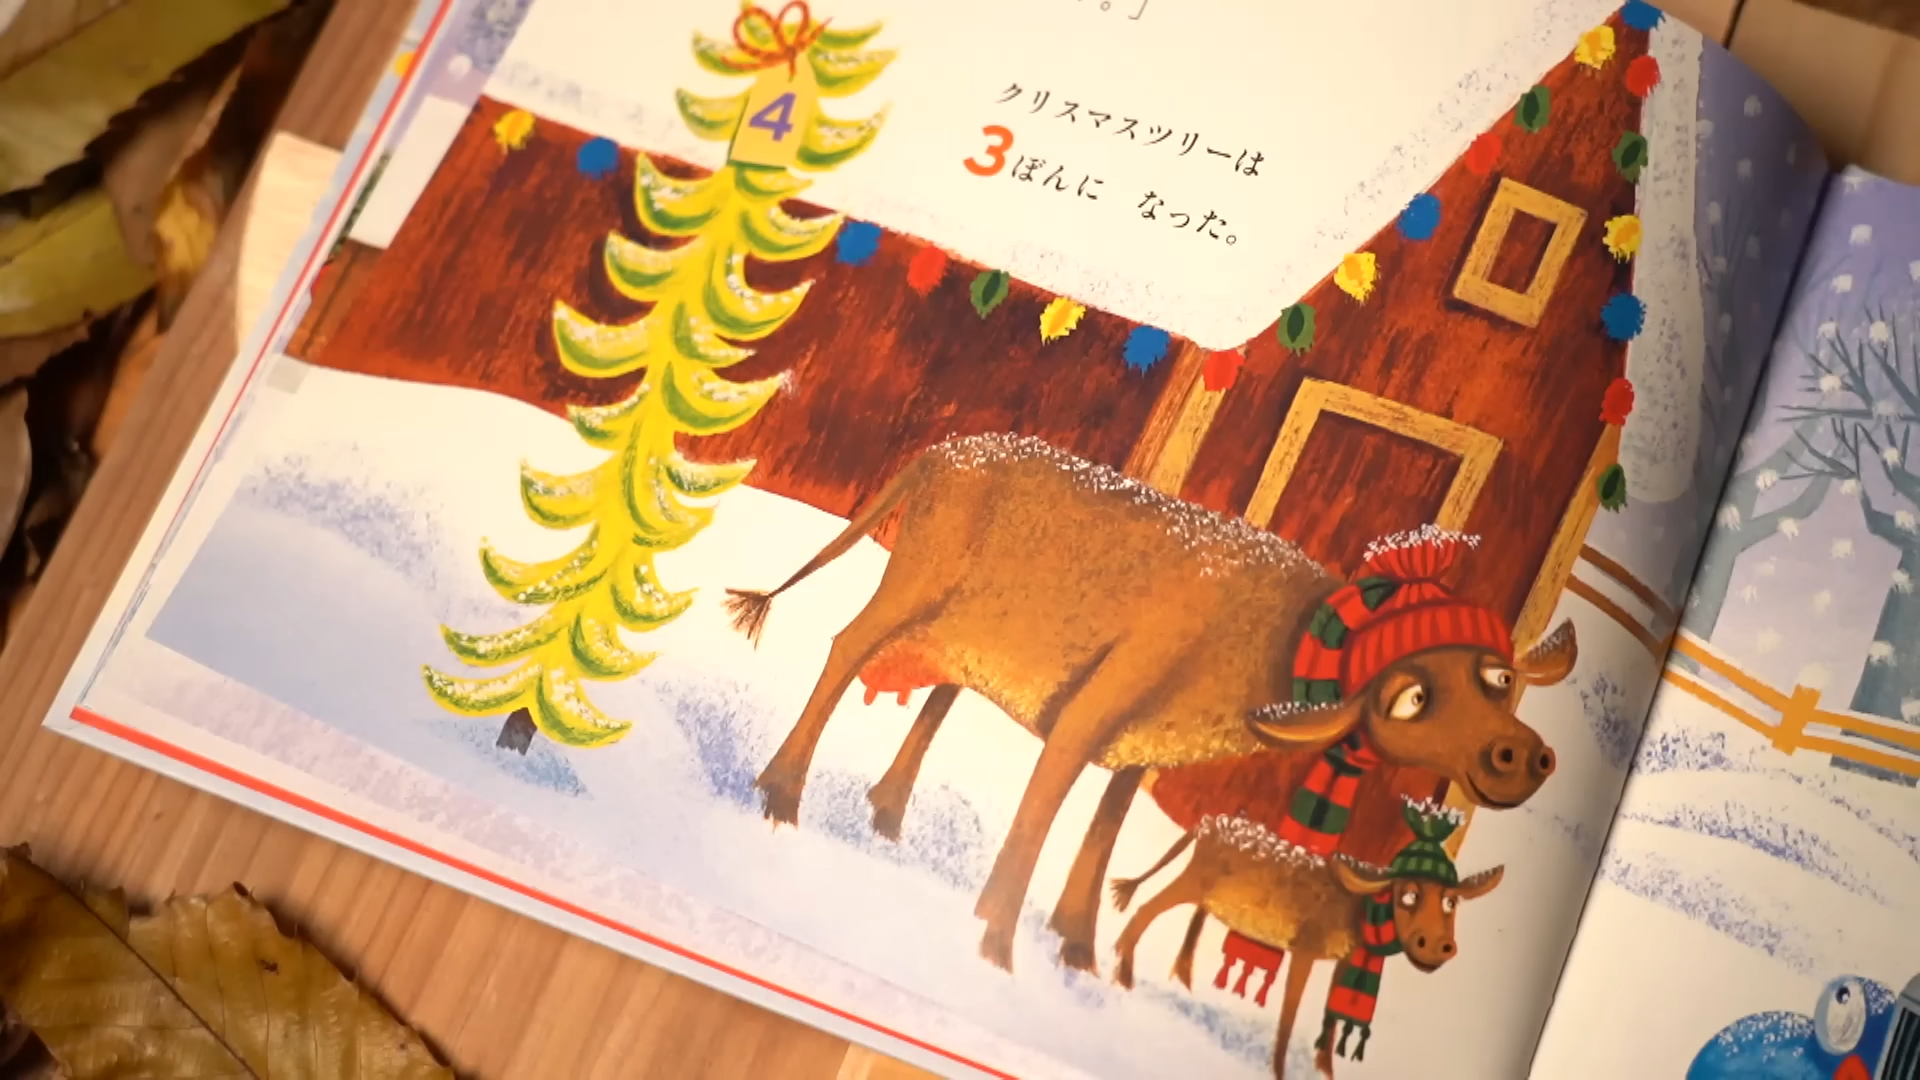 。」
クリスマスツリーは
3ぼんに なった。
4